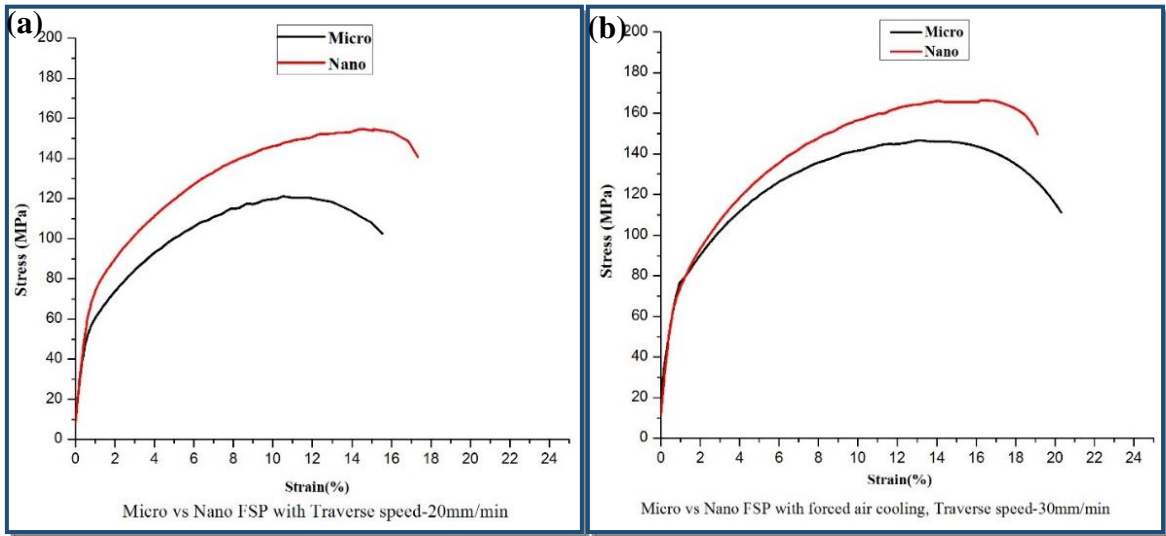 (a)
Micro
Nano
200
180
160
140
120
100
80
60
40
20
0
Stress (MPa)
0 2 4 6 8 10 12 14 16 18 20 22 24
Strain(%)
Micro vs Nano FSP with Traverse speed-20mm/min
(b)
Micro
Nano
200
180
160
140
120
100
80
60
40
20
0
Stress (MPa)
0 2 4 6 8 10 12 14 16 18 20 22 24
Strain(%)
Micro vs Nano FSP with forced air cooling, Traverse speed-30mm/min